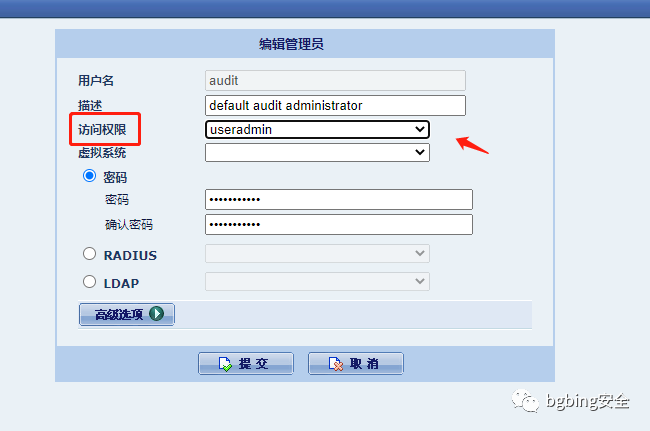 编辑管理员
用户名 audit
描述 default audit administrator
访问权限 useradmin
虚拟系统
密码
密码 •••••••••••
确认密码 •••••••••••
RADIUS
LDAP
高级选项
提交 取消
bgbing安全